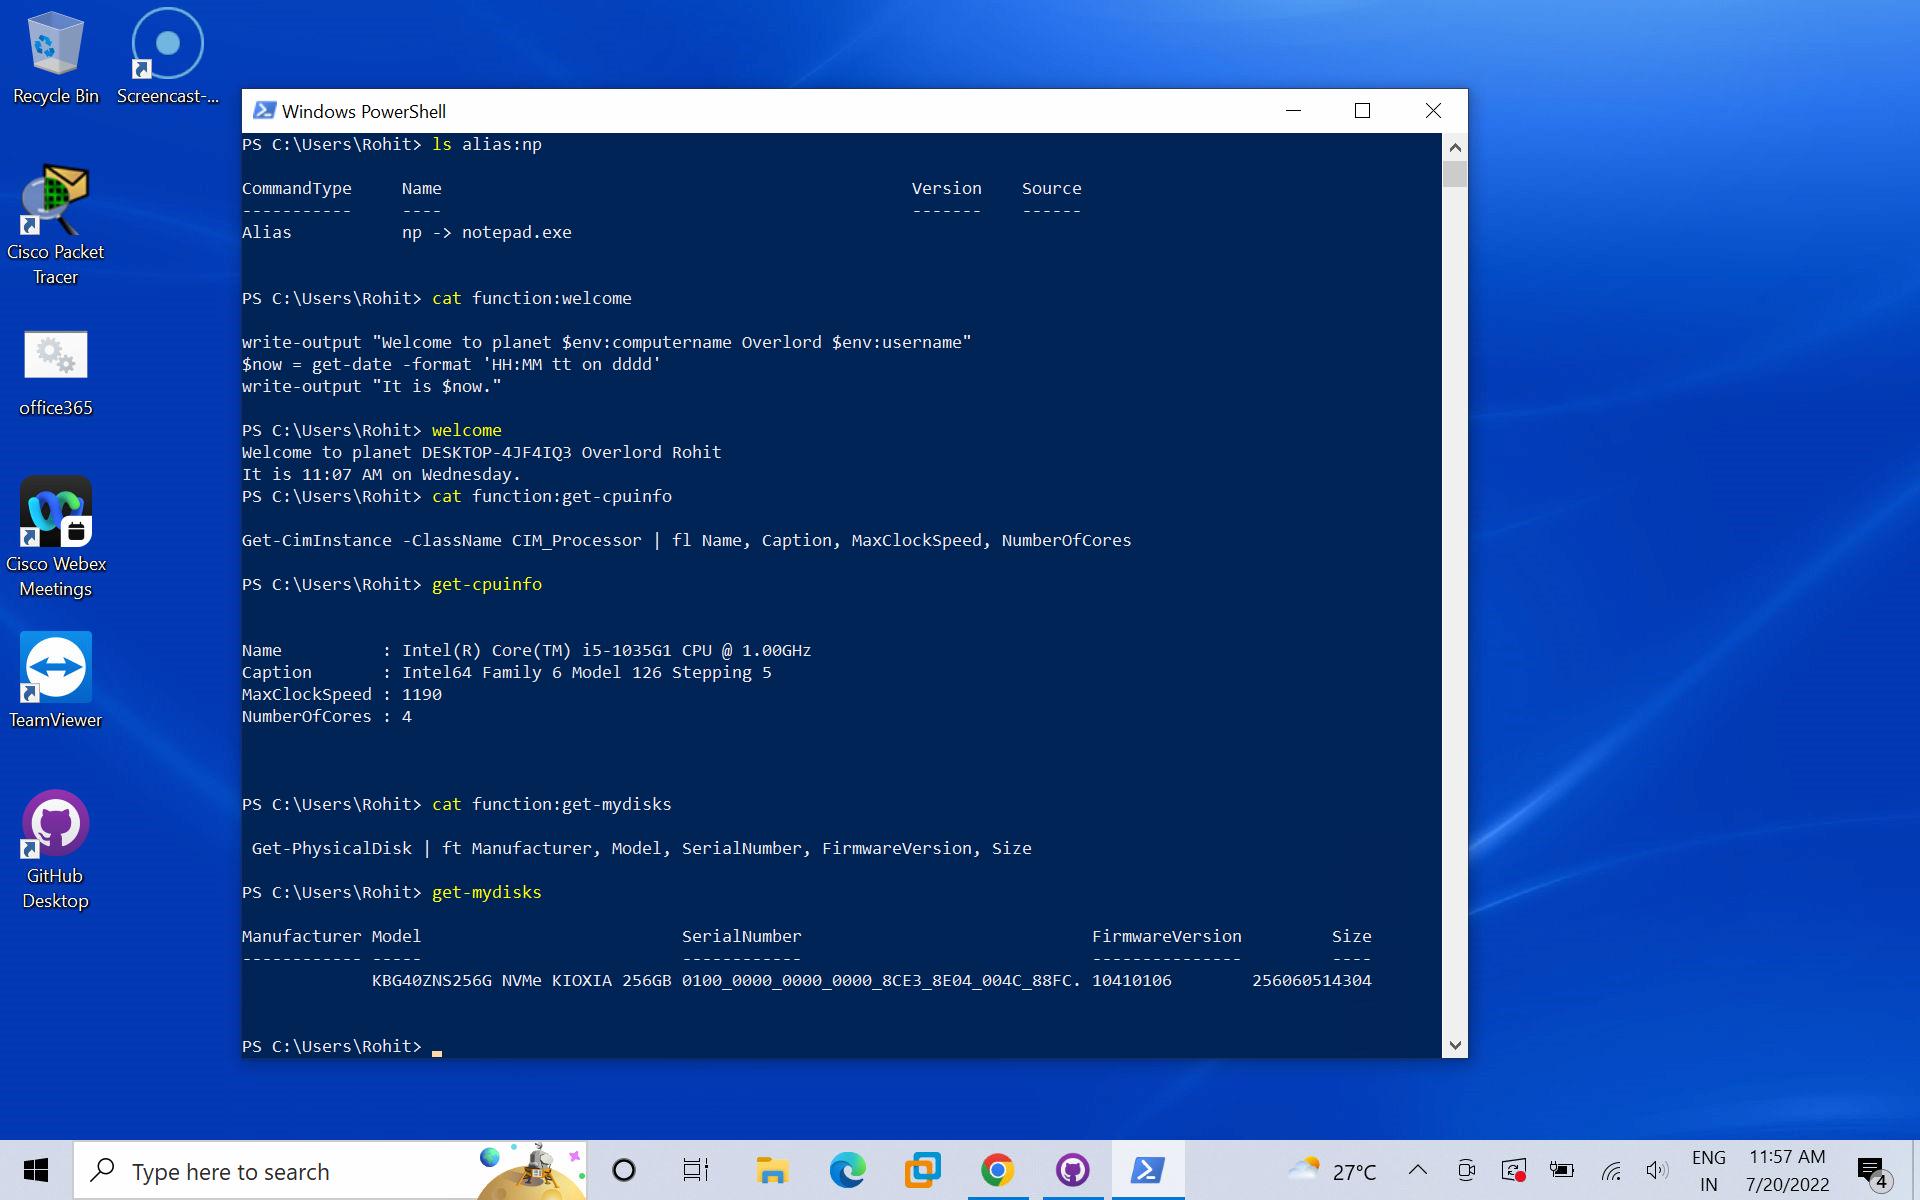 Recycle Bin
Screencast-...
Cisco Packet
Tracer
office365
Cisco Webex
Meetings
TeamViewer
GitHub
Desktop
Windows PowerShell
PS C:\Users\Rohit> ls alias:np
CommandType     Name                                               Version    Source
-----------     ----                                               -------    ------
Alias           np -> notepad.exe
PS C:\Users\Rohit> cat function:welcome
write-output "Welcome to planet $env:computername Overlord $env:username"
$now = get-date -format 'HH:MM tt on dddd'
write-output "It is $now."
PS C:\Users\Rohit> welcome
Welcome to planet DESKTOP-4JF4IQ3 Overlord Rohit
It is 11:07 AM on Wednesday.
PS C:\Users\Rohit> cat function:get-cpuinfo
Get-CimInstance -ClassName CIM_Processor | fl Name, Caption, MaxClockSpeed, NumberOfCores
PS C:\Users\Rohit> get-cpuinfo
Name          : Intel(R) Core(TM) i5-1035G1 CPU @ 1.00GHz
Caption       : Intel64 Family 6 Model 126 Stepping 5
MaxClockSpeed : 1190
NumberOfCores : 4
PS C:\Users\Rohit> cat function:get-mydisks
Get-PhysicalDisk | ft Manufacturer, Model, SerialNumber, FirmwareVersion, Size
PS C:\Users\Rohit> get-mydisks
Manufacturer Model                          SerialNumber                             FirmwareVersion         Size
------------ -----                          ------------                             ---------------         ----
             KBG40ZNS256G NVMe KIOXIA 256GB 0100_0000_0000_0000_8CE3_8E04_004C_88FC. 10410106        256060514304
PS C:\Users\Rohit>
Type here to search
27°C
ENG
IN
11:57 AM
7/20/2022
4